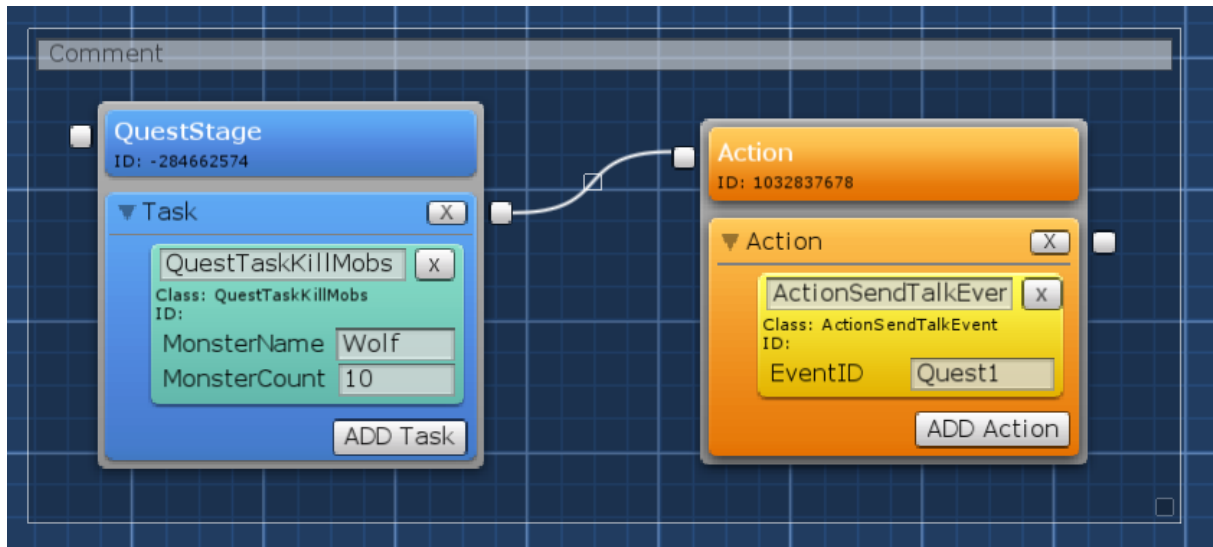 Comment
QuestStage
ID: -284662574
Task X
QuestTaskKillMobs x
Class: QuestTaskKillMobs
ID:
MonsterName Wolf
MonsterCount 10
ADD Task
Action
ID: 1032837678
Action X
ActionSendTalkEver x
Class: ActionSendTalkEvent
ID:
EventID Quest1
ADD Action